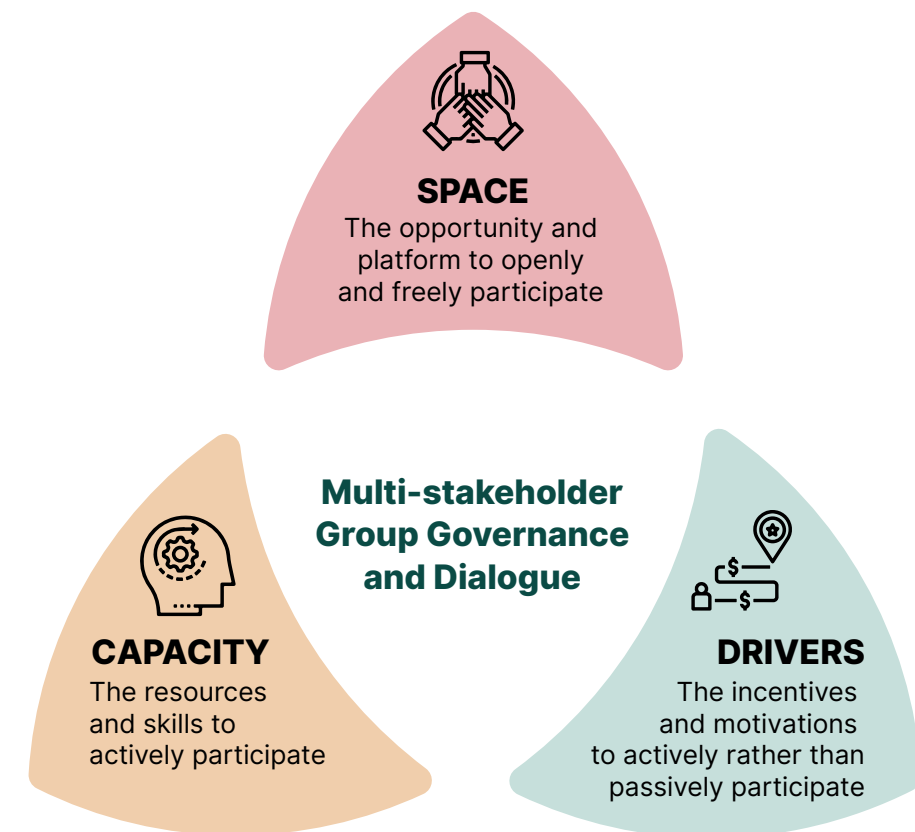 SPACE
The opportunity and
platform to openly
and freely participate
Multi-stakeholder
Group Governance
and Dialogue
CAPACITY
The resources
and skills to
actively participate
$
$
DRIVERS
The incentives
and motivations
to actively rather than
passively participate